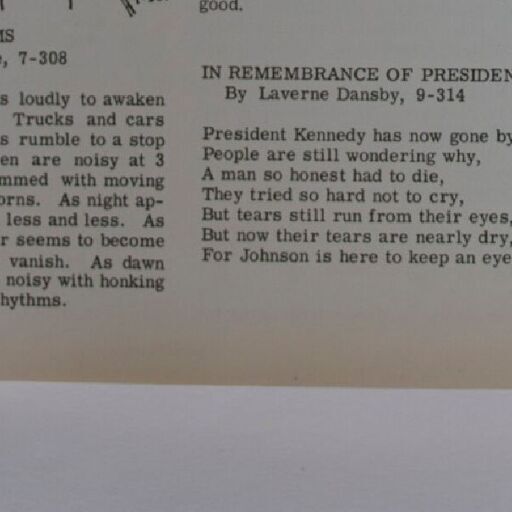 good.
MS
, 7-308
s loudly to awaken
Trucks and cars
s rumble to a stop
en are noisy at 3
mmed with moving
orns. As night ap-
less and less. As
r seems to become
vanish. As dawn
noisy with honking
hythms.
IN REMEMBRANCE OF PRESIDEN
By Laverne Dansby, 9-314
President Kennedy has now gone by
People are still wondering why,
A man so honest had to die,
They tried so hard not to cry,
But tears still run from their eyes,
But now their tears are nearly dry,
For Johnson is here to keep an eye